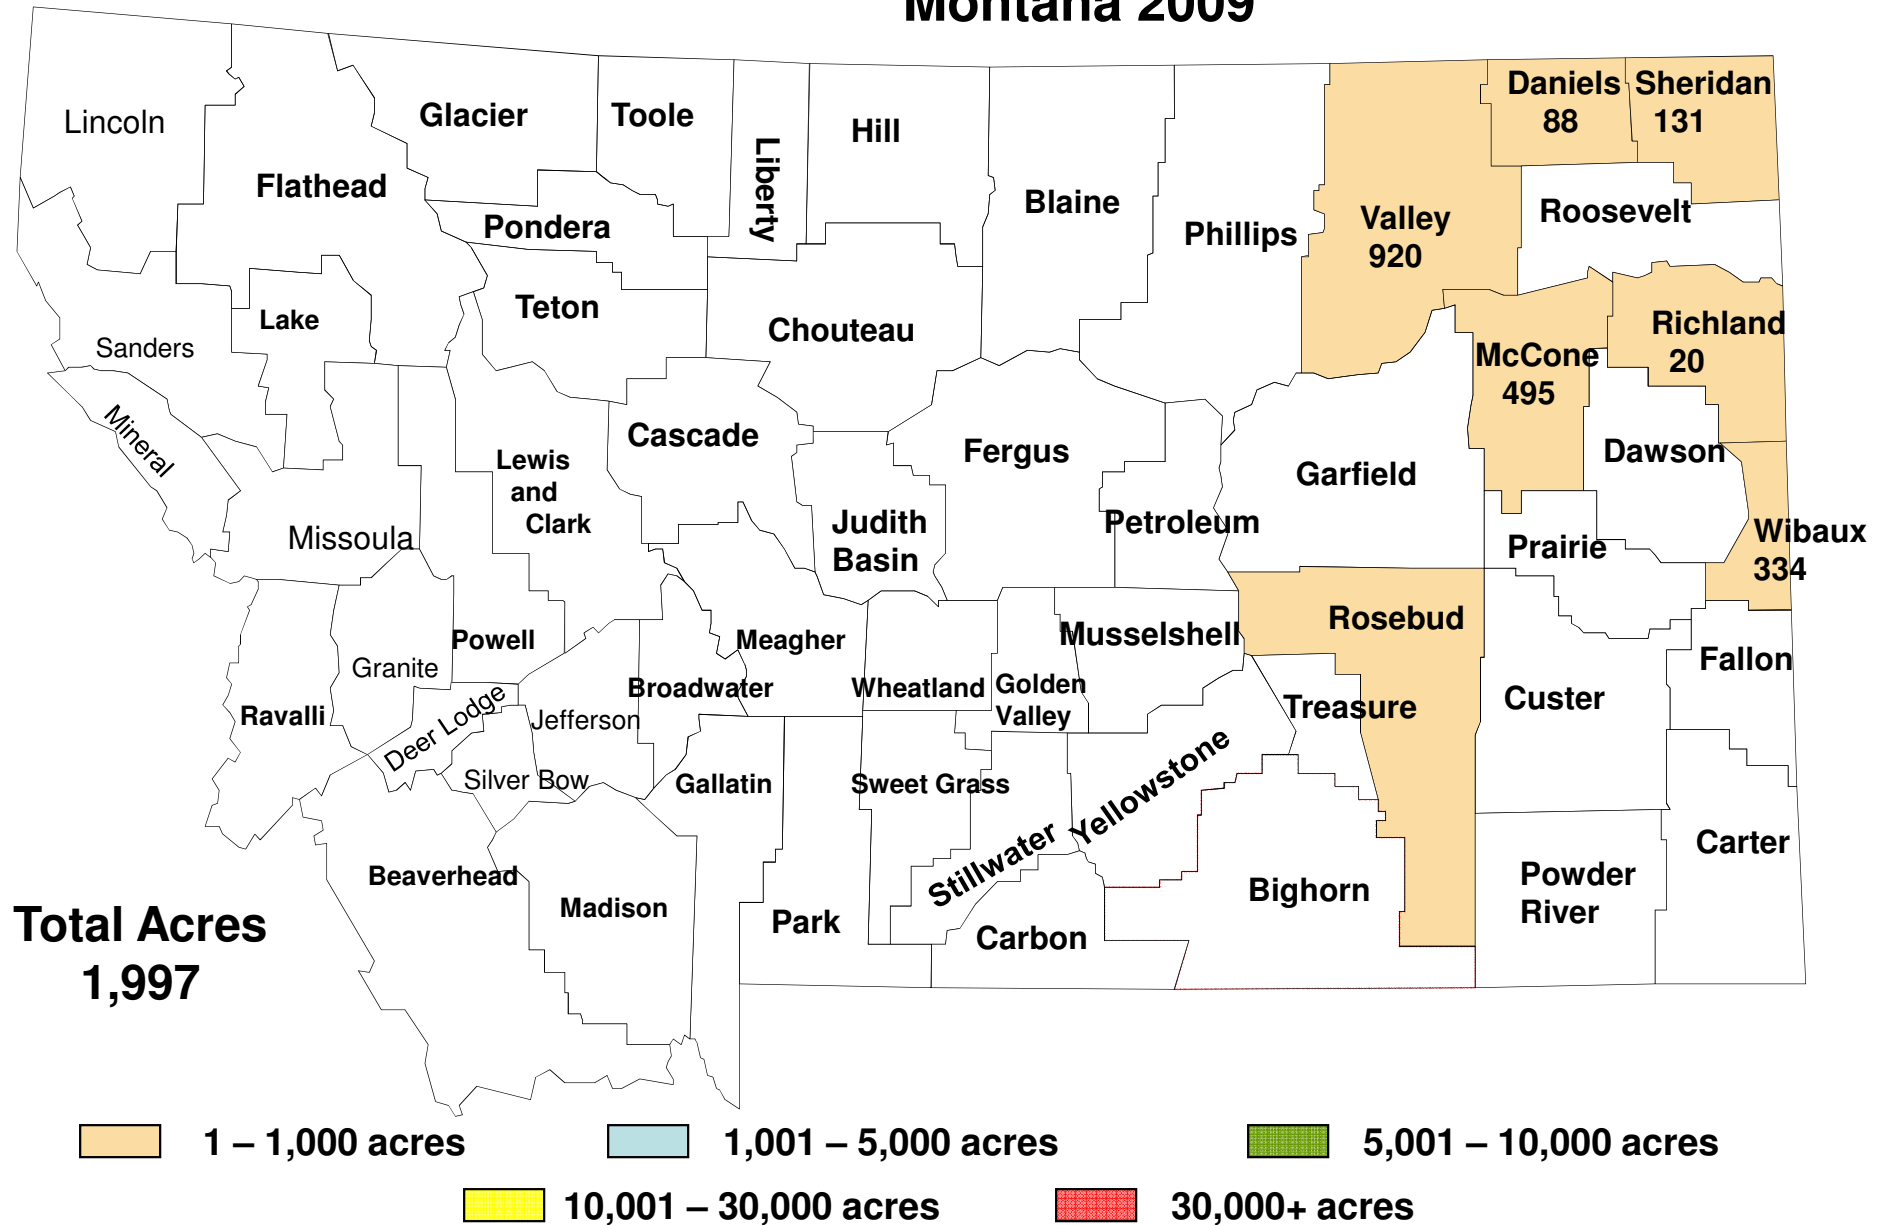 Montana 2009
Lincoln
Glacier
Toole
Liberty
Hill
Flathead
Pondera
Blaine
Phillips
Valley
920
Daniels
88
Sheridan
131
Roosevelt
Teton
Lake
Sanders
Chouteau
McCone
495
Richland
20
Mineral
Cascade
Lewis
and
Clark
Fergus
Garfield
Dawson
Missoula
Judith
Basin
Petroleum
Prairie
Wibaux
334
Powell
Granite
Meagher
Musselshell
Rosebud
Fallon
Ravalli
Deer Lodge
Jefferson
Broadwater
Wheatland
Golden
Valley
Treasure
Custer
Silver Bow
Gallatin
Sweet Grass
Stillwater
Yellowstone
Beaverhead
Madison
Park
Carbon
Bighorn
Powder
River
Carter
Total Acres
1,997
1 – 1,000 acres
1,001 – 5,000 acres
5,001 – 10,000 acres
10,001 – 30,000 acres
30,000+ acres